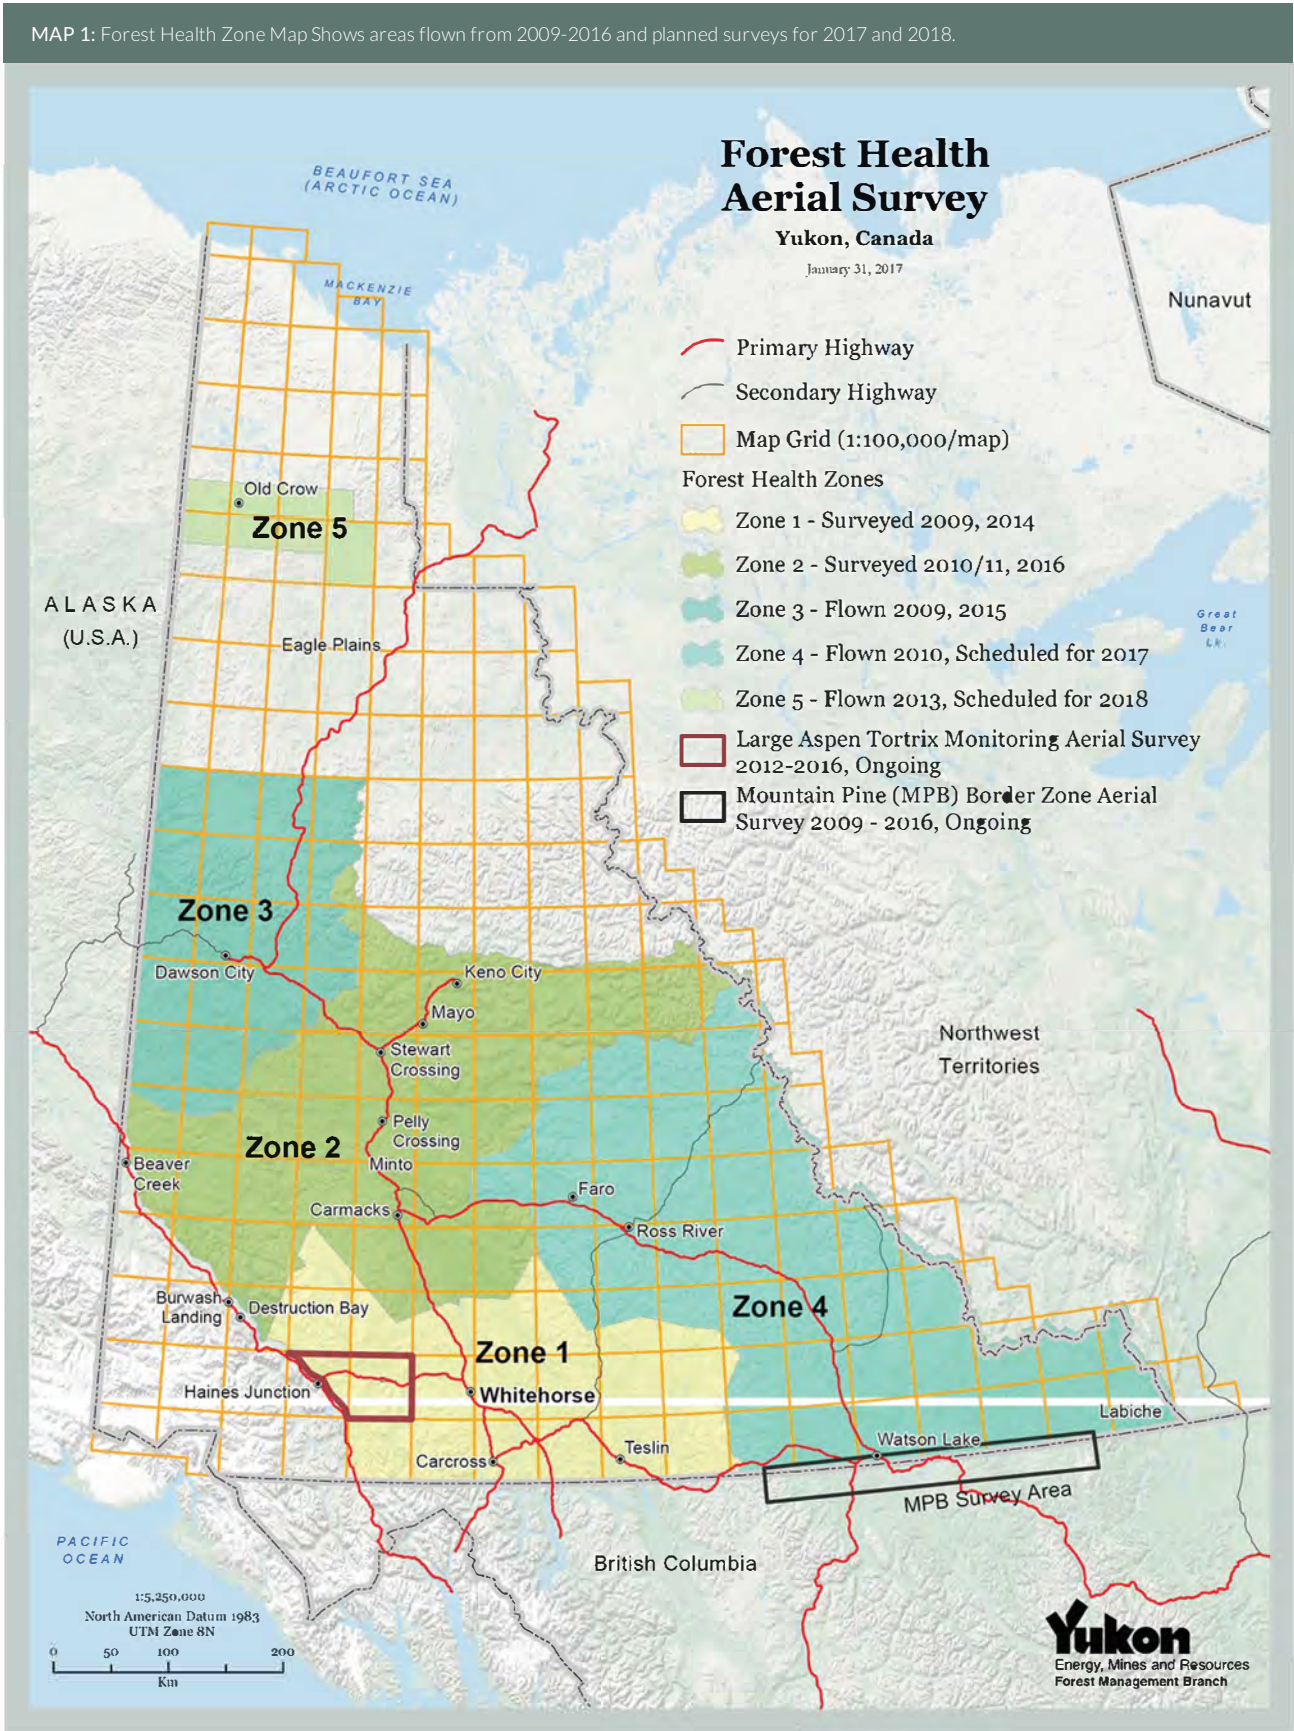 MAP 1: Forest Health Zone Map Shows areas flown from 2009-2016 and planned surveys for 2017 and 2018.
Forest Health
Aerial Survey
Yukon, Canada
January 31, 2017
BEAUFORT SEA
(ARCTIC OCEAN)
MACKENZIE
BAY
Nunavut
Primary Highway
Secondary Highway
Map Grid (1:100,000/map)
Forest Health Zones
Zone 1 - Surveyed 2009, 2014
Zone 2 - Surveyed 2010/11, 2016
Zone 3 - Flown 2009, 2015
Zone 4 - Flown 2010, Scheduled for 2017
Zone 5 - Flown 2013, Scheduled for 2018
Large Aspen Tortrix Monitoring Aerial Survey
2012-2016, Ongoing
Mountain Pine (MPB) Border Zone Aerial
Survey 2009 - 2016, Ongoing
Old Crow
Zone 5
ALASKA
(U.S.A.)
Great
Bear
Lk.
Eagle Plains
Zone 3
Dawson City
Keno City
Mayo
Stewart
Crossing
Northwest
Territories
Pelly
Crossing
Zone 2
Minto
Beaver
Creek
Faro
Carmacks
Ross River
Burwash
Landing
Destruction Bay
Zone 4
Zone 1
Haines Junction
Whitehorse
Labiche
Watson Lake
Teslin
Carcross
MPB Survey Area
PACIFIC
OCEAN
British Columbia
1:5,250,000
North American Datum 1983
UTM Zone 8N
0 50 100 200
Km
Yukon
Energy, Mines and Resources
Forest Management Branch